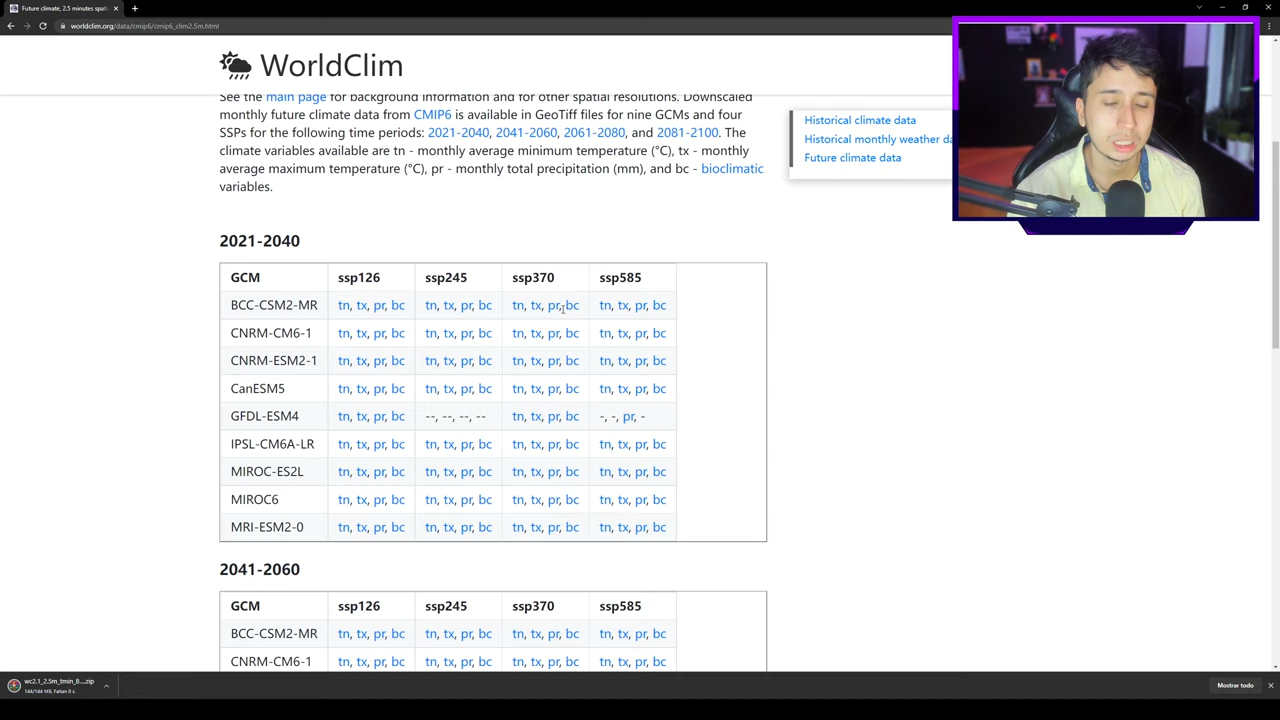 Future climate, 2.5 minutes spati
worldclim.org/data/cmip6/cmip6_clim2.5m.html
WorldClim
See the main page for background information and for other spatial resolutions. Downscaled
monthly future climate data from CMIP6 is available in GeoTiff files for nine GCMs and four
SSPs for the following time periods: 2021-2040, 2041-2060, 2061-2080, and 2081-2100. The
climate variables available are tn - monthly average minimum temperature (°C), tx - monthly
average maximum temperature (°C), pr - monthly total precipitation (mm), and bc - bioclimatic
variables.
Historical climate data
Historical monthly weather da
Future climate data
2021-2040
GCM ssp126 ssp245 ssp370 ssp585
BCC-CSM2-MR tn, tx, pr, bc tn, tx, pr, bc tn, tx, pr, bc tn, tx, pr, bc
CNRM-CM6-1 tn, tx, pr, bc tn, tx, pr, bc tn, tx, pr, bc tn, tx, pr, bc
CNRM-ESM2-1 tn, tx, pr, bc tn, tx, pr, bc tn, tx, pr, bc tn, tx, pr, bc
CanESM5 tn, tx, pr, bc tn, tx, pr, bc tn, tx, pr, bc tn, tx, pr, bc
GFDL-ESM4 tn, tx, pr, bc --, --, --, -- tn, tx, pr, bc -, -, pr, -
IPSL-CM6A-LR tn, tx, pr, bc tn, tx, pr, bc tn, tx, pr, bc tn, tx, pr, bc
MIROC-ES2L tn, tx, pr, bc tn, tx, pr, bc tn, tx, pr, bc tn, tx, pr, bc
MIROC6 tn, tx, pr, bc tn, tx, pr, bc tn, tx, pr, bc tn, tx, pr, bc
MRI-ESM2-0 tn, tx, pr, bc tn, tx, pr, bc tn, tx, pr, bc tn, tx, pr, bc
2041-2060
GCM ssp126 ssp245 ssp370 ssp585
BCC-CSM2-MR tn, tx, pr, bc tn, tx, pr, bc tn, tx, pr, bc tn, tx, pr, bc
CNRM-CM6-1 tn, tx, pr, bc tn, tx, pr, bc tn, tx, pr, bc tn, tx, pr, bc
wc2.1_2.5m_tmin_B....zip
144/144 MB, Faltan 0 s.
Mostrar todo